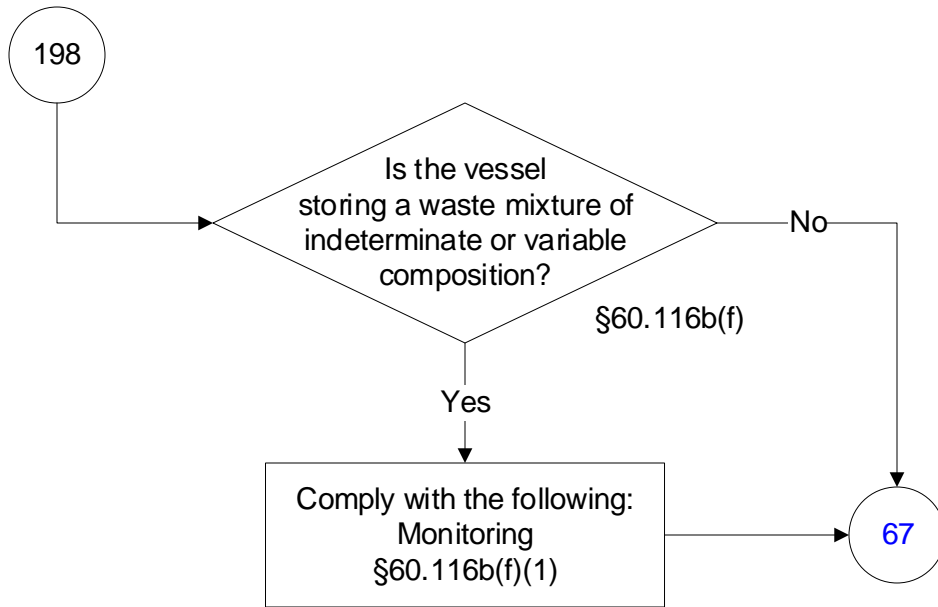 198
Is the vessel
storing a waste mixture of
indeterminate or variable
composition?
No
§60.116b(f)
Yes
Comply with the following:
Monitoring
§60.116b(f)(1)
67